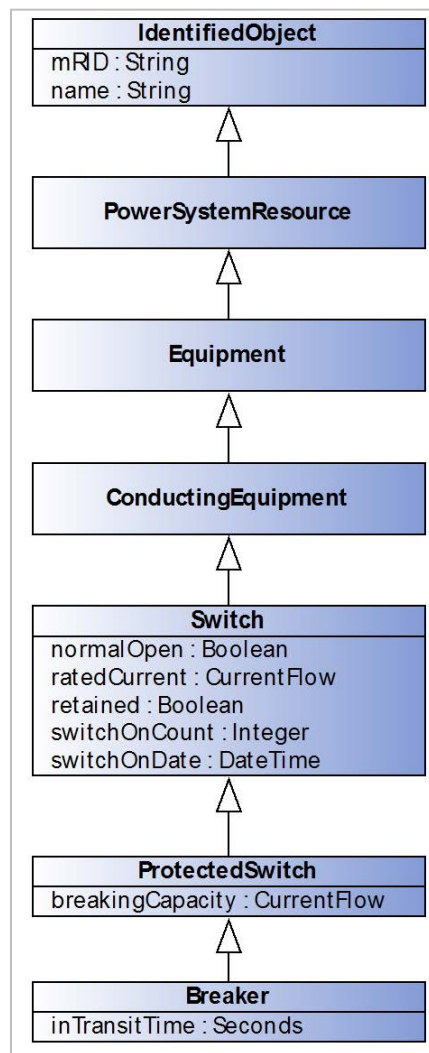 IdentifiedObject
mRID : String
name : String
PowerSystemResource
Equipment
ConductingEquipment
Switch
normalOpen : Boolean
ratedCurrent : CurrentFlow
retained : Boolean
switchOnCount : Integer
switchOnDate : DateTime
ProtectedSwitch
breakingCapacity : CurrentFlow
Breaker
inTransitTime : Seconds